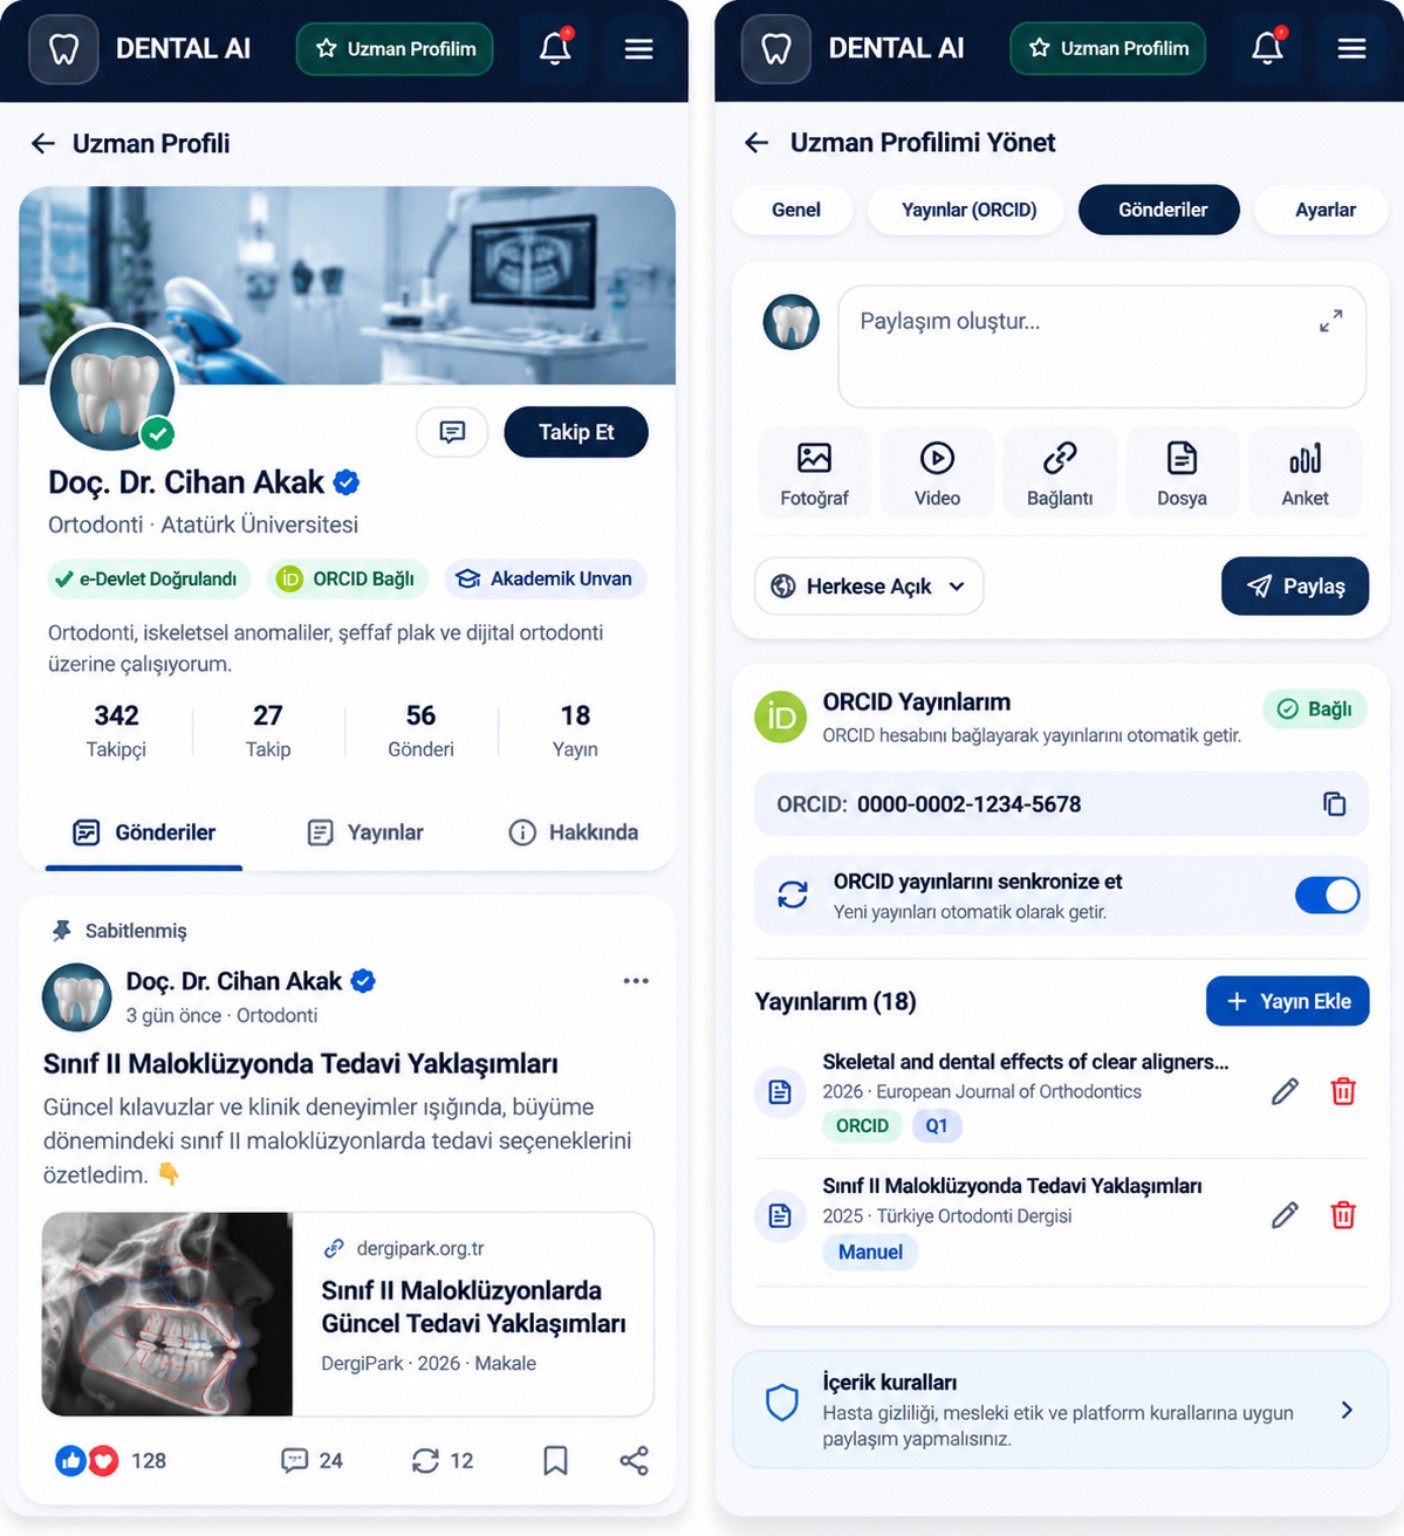 DENTAL AI
Uzman Profilim
Uzman Profili
Doç. Dr. Cihan Akak
Ortodonti · Atatürk Üniversitesi
e-Devlet Doğrulandı
iD ORCID Bağlı
Akademik Unvan
Takip Et
Ortodonti, iskeletsel anomaliler, şeffaf plak ve dijital ortodonti
üzerine çalışıyorum.
342
Takipçi
27
Takip
56
Gönderi
18
Yayın
Gönderiler
Yayınlar
Hakkında
Sabitlenmiş
Doç. Dr. Cihan Akak
3 gün önce · Ortodonti
Sınıf II Maloklüzyonda Tedavi Yaklaşımları
Güncel kılavuzlar ve klinik deneyimler ışığında, büyüme
dönemindeki sınıf II maloklüzyonlarda tedavi seçeneklerini
özetledim. 👇
dergipark.org.tr
Sınıf II Maloklüzyonlarda
Güncel Tedavi Yaklaşımları
DergiPark · 2026 · Makale
128
24
12
DENTAL AI
Uzman Profilim
Uzman Profilimi Yönet
Genel
Yayınlar (ORCID)
Gönderiler
Ayarlar
Paylaşım oluştur...
Fotoğraf
Video
Bağlantı
Dosya
Anket
Herkese Açık
Paylaş
iD
ORCID Yayınlarım
ORCID hesabını bağlayarak yayınlarını otomatik getir.
Bağlı
ORCID: 0000-0002-1234-5678
ORCID yayınlarını senkronize et
Yeni yayınları otomatik olarak getir.
Yayınlarım (18)
+ Yayın Ekle
Skeletal and dental effects of clear aligners...
2026 · European Journal of Orthodontics
ORCID
Q1
Sınıf II Maloklüzyonda Tedavi Yaklaşımları
2025 · Türkiye Ortodonti Dergisi
Manuel
İçerik kuralları
Hasta gizliliği, mesleki etik ve platform kurallarına uygun
paylaşım yapmalısınız.